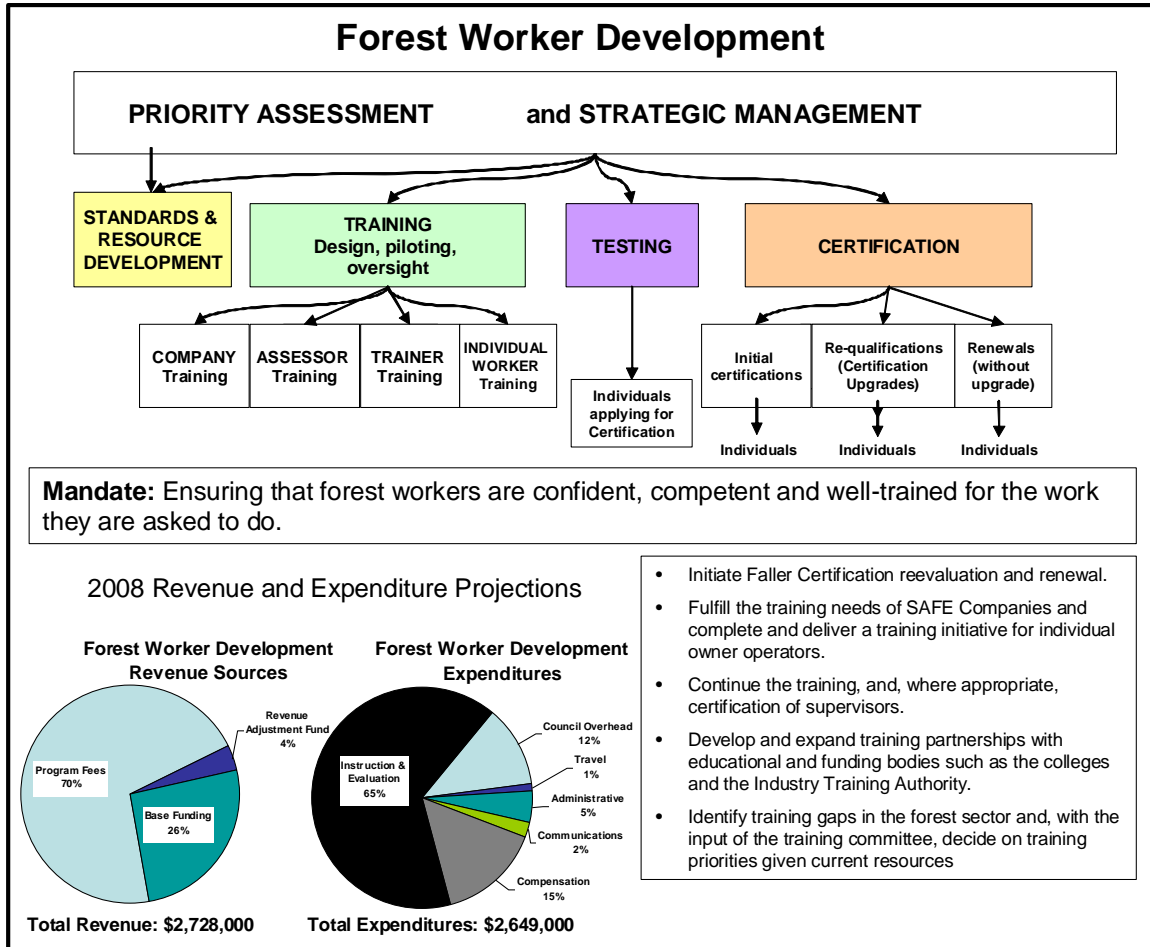 Forest Worker Development
PRIORITY ASSESSMENT and STRATEGIC MANAGEMENT
STANDARDS &
RESOURCE
DEVELOPMENT
TRAINING
Design, piloting,
oversight
TESTING
CERTIFICATION
COMPANY
Training
ASSESSOR
Training
TRAINER
Training
INDIVIDUAL
WORKER
Training
Individuals
applying for
Certification
Initial
certifications
Re-qualifications
(Certification
Upgrades)
Renewals
(without
upgrade)
Individuals
Individuals
Individuals
Mandate: Ensuring that forest workers are confident, competent and well-trained for the work
they are asked to do.
2008 Revenue and Expenditure Projections
Forest Worker Development
Revenue Sources
Revenue
Adjustment Fund
4%
Program Fees
70%
Base Funding
26%
Total Revenue: $2,728,000
Forest Worker Development
Expenditures
Council Overhead
12%
Instruction &
Evaluation
65%
Travel
1%
Administrative
5%
Communications
2%
Compensation
15%
Total Expenditures: $2,649,000
• Initiate Faller Certification reevaluation and renewal.
• Fulfill the training needs of SAFE Companies and
complete and deliver a training initiative for individual
owner operators.
• Continue the training, and, where appropriate,
certification of supervisors.
• Develop and expand training partnerships with
educational and funding bodies such as the colleges
and the Industry Training Authority.
• Identify training gaps in the forest sector and, with the
input of the training committee, decide on training
priorities given current resources